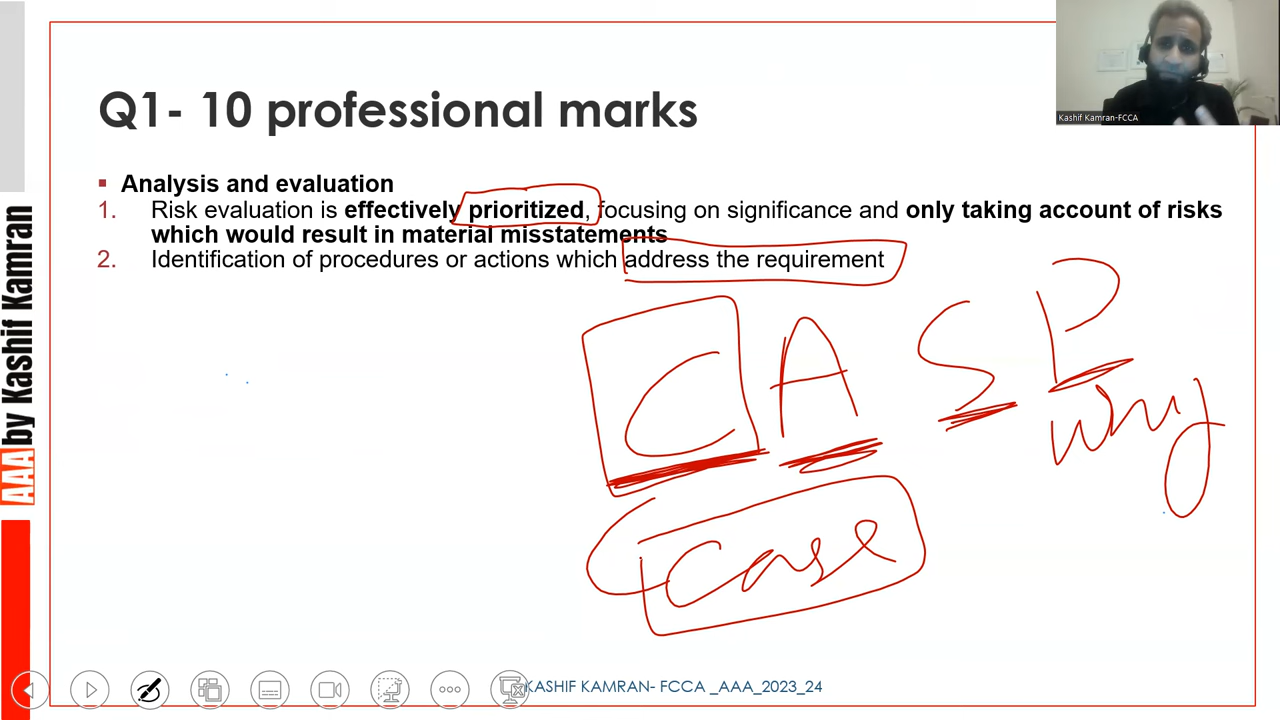 Q1- 10 professional marks
Kashif Kamran-FCCA
▪ Analysis and evaluation
1. Risk evaluation is effectively prioritized, focusing on significance and only taking account of risks
which would result in material misstatements
2. Identification of procedures or actions which address the requirement
C A S P
why
case
AAA by Kashif Kamran
KASHIF KAMRAN- FCCA _AAA_2023_24